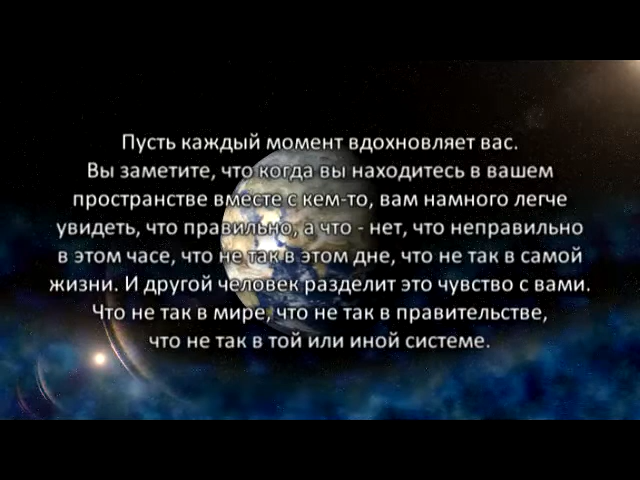 Пусть каждый момент вдохновляет вас.
Вы заметите, что когда вы находитесь в вашем
пространстве вместе с кем-то, вам намного легче
увидеть, что правильно, а что - нет, что неправильно
в этом часе, что не так в этом дне, что не так в самой
жизни. И другой человек разделит это чувство с вами.
Что не так в мире, что не так в правительстве,
что не так в той или иной системе.